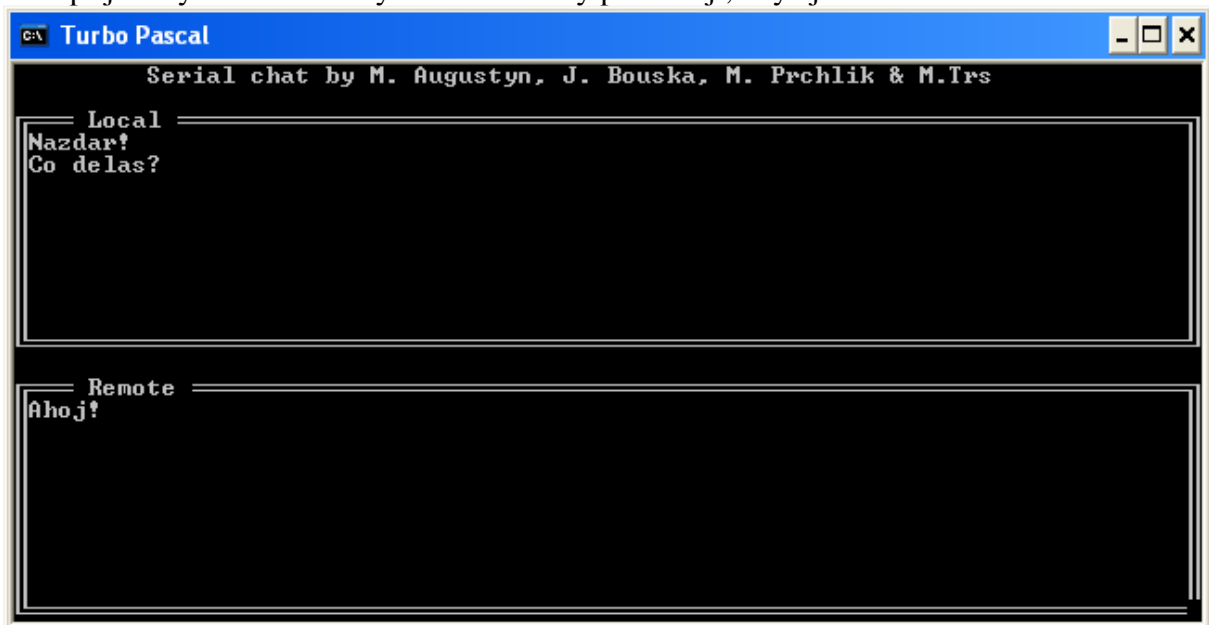 Turbo Pascal
Serial chat by M. Augustyn, J. Bouska, M. Prchlik & M.Trs
Local
Nazdar!
Co delas?
Remote
Ahoj!